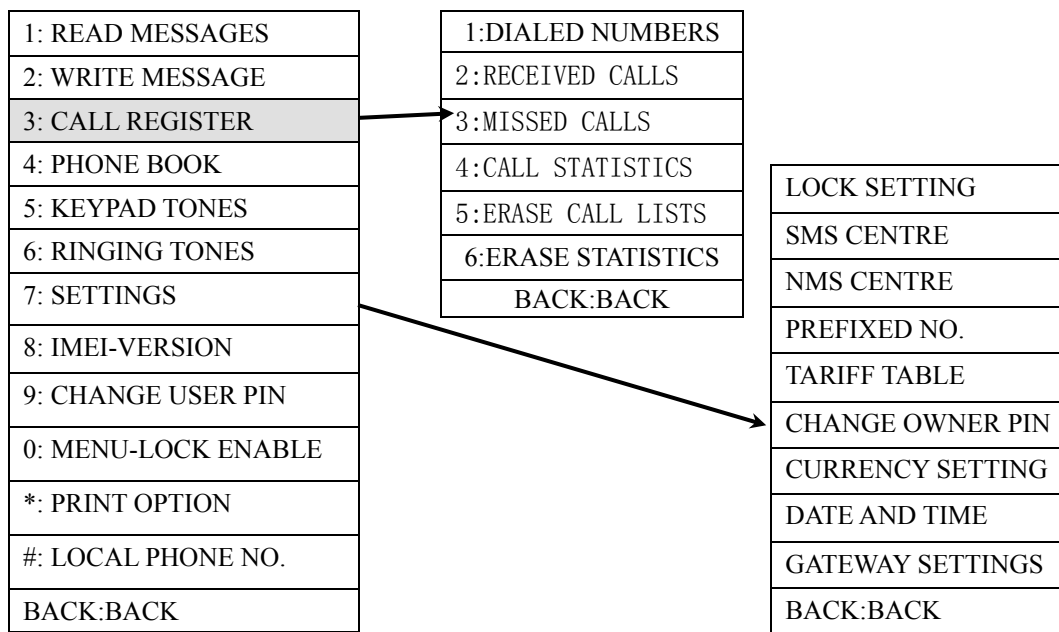 1: READ MESSAGES
2: WRITE MESSAGE
3: CALL REGISTER
4: PHONE BOOK
5: KEYPAD TONES
6: RINGING TONES
7: SETTINGS
8: IMEI-VERSION
9: CHANGE USER PIN
0: MENU-LOCK ENABLE
*: PRINT OPTION
#: LOCAL PHONE NO.
BACK:BACK
1:DIALED NUMBERS
2:RECEIVED CALLS
3:MISSED CALLS
4:CALL STATISTICS
5:ERASE CALL LISTS
6:ERASE STATISTICS
BACK:BACK
LOCK SETTING
SMS CENTRE
NMS CENTRE
PREFIXED NO.
TARIFF TABLE
CHANGE OWNER PIN
CURRENCY SETTING
DATE AND TIME
GATEWAY SETTINGS
BACK:BACK